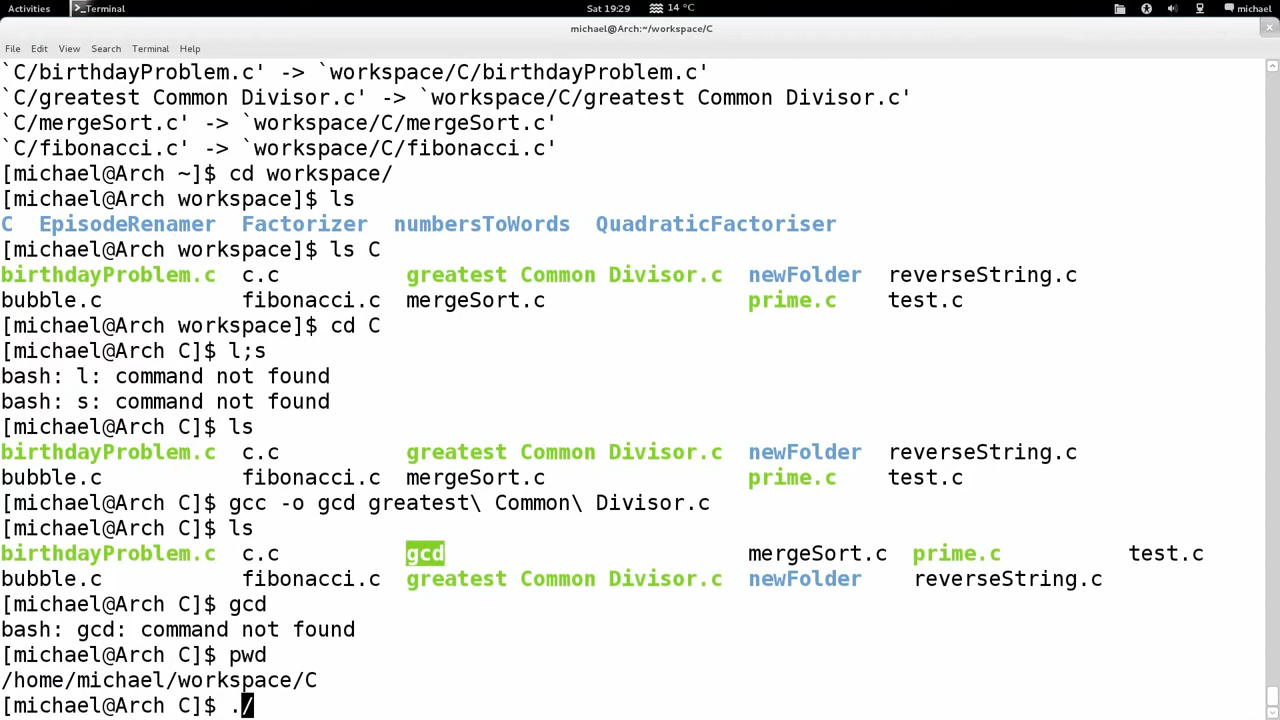 Activities >_Terminal Sat 19:29 14 °C michael
michael@Arch:~/workspace/C
File Edit View Search Terminal Help
`C/birthdayProblem.c' -> `workspace/C/birthdayProblem.c'
`C/greatest Common Divisor.c' -> `workspace/C/greatest Common Divisor.c'
`C/mergeSort.c' -> `workspace/C/mergeSort.c'
`C/fibonacci.c' -> `workspace/C/fibonacci.c'
[michael@Arch ~]$ cd workspace/
[michael@Arch workspace]$ ls
C EpisodeRenamer Factorizer numbersToWords QuadraticFactoriser
[michael@Arch workspace]$ ls C
birthdayProblem.c c.c greatest Common Divisor.c newFolder reverseString.c
bubble.c fibonacci.c mergeSort.c prime.c test.c
[michael@Arch workspace]$ cd C
[michael@Arch C]$ l;s
bash: l: command not found
bash: s: command not found
[michael@Arch C]$ ls
birthdayProblem.c c.c greatest Common Divisor.c newFolder reverseString.c
bubble.c fibonacci.c mergeSort.c prime.c test.c
[michael@Arch C]$ gcc -o gcd greatest\ Common\ Divisor.c
[michael@Arch C]$ ls
birthdayProblem.c c.c gcd mergeSort.c prime.c test.c
bubble.c fibonacci.c greatest Common Divisor.c newFolder reverseString.c
[michael@Arch C]$ gcd
bash: gcd: command not found
[michael@Arch C]$ pwd
/home/michael/workspace/C
[michael@Arch C]$ ./